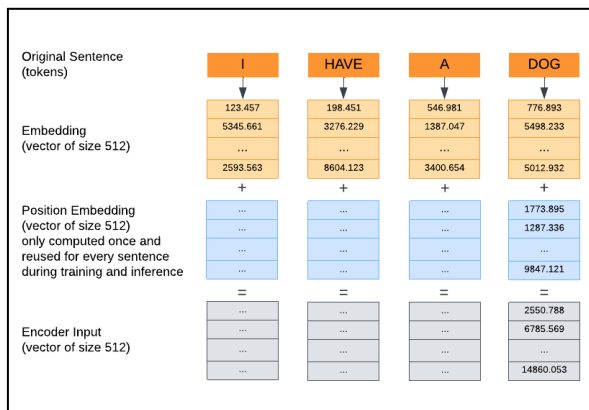 Original Sentence
(tokens)
I HAVE A DOG
123.457 198.451 546.981 776.893
Embedding
(vector of size 512)
5345.661 3276.229 1387.047 5498.233
... ... ... ...
2593.563 8604.123 3400.654 5012.932
+ + + +
Position Embedding
(vector of size 512)
only computed once and
reused for every sentence
during training and inference
... ... ... 1773.895
... ... ... 1287.336
... ... ... ...
... ... ... 9847.121
= = = =
Encoder Input
(vector of size 512)
... ... ... 2550.788
... ... ... 6785.569
... ... ... ...
... ... ... 14860.053